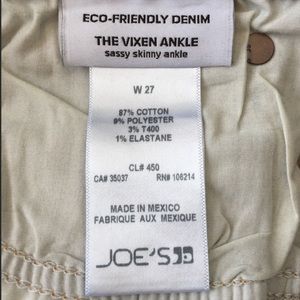 ECO-FRIENDLY DENIM
THE VIXEN ANKLE
sassy skinny ankle
W 27
87% COTTON
9% POLYESTER
3% T400
1% ELASTANE
CL# 450
CA# 35037 RN# 106214
MADE IN MEXICO
FABRIQUE AUX MEXIQUE
JOE'S